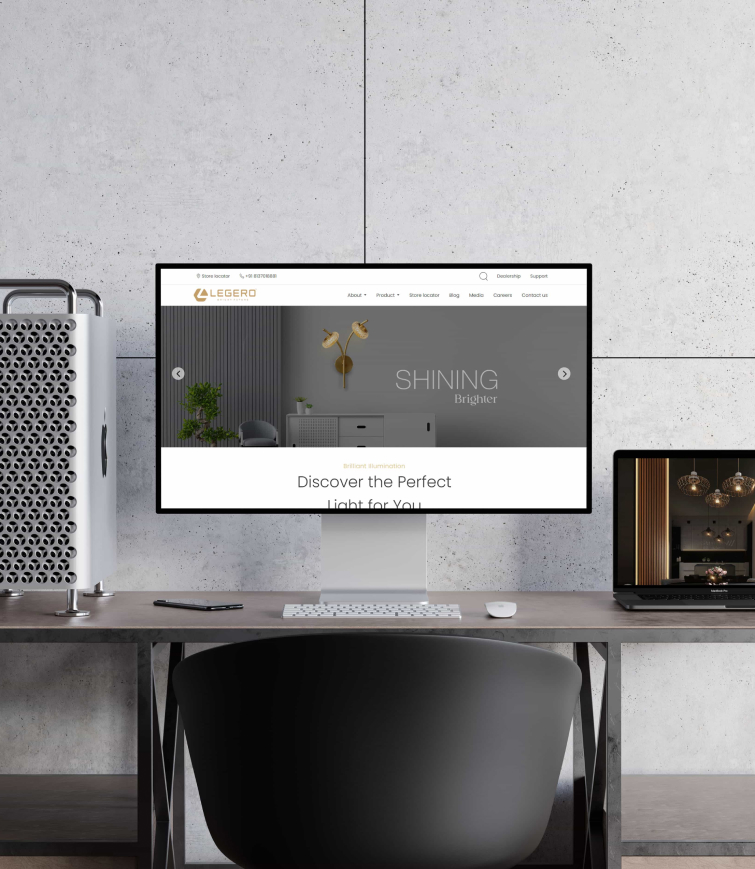 Store locator +91 8137016691
Dealership Support
LEGERO
About Product Store locator Blog Media Careers Contact us
SHINING
Brighter
Brilliant Illumination
Discover the Perfect
Light for You
MacBook Pro